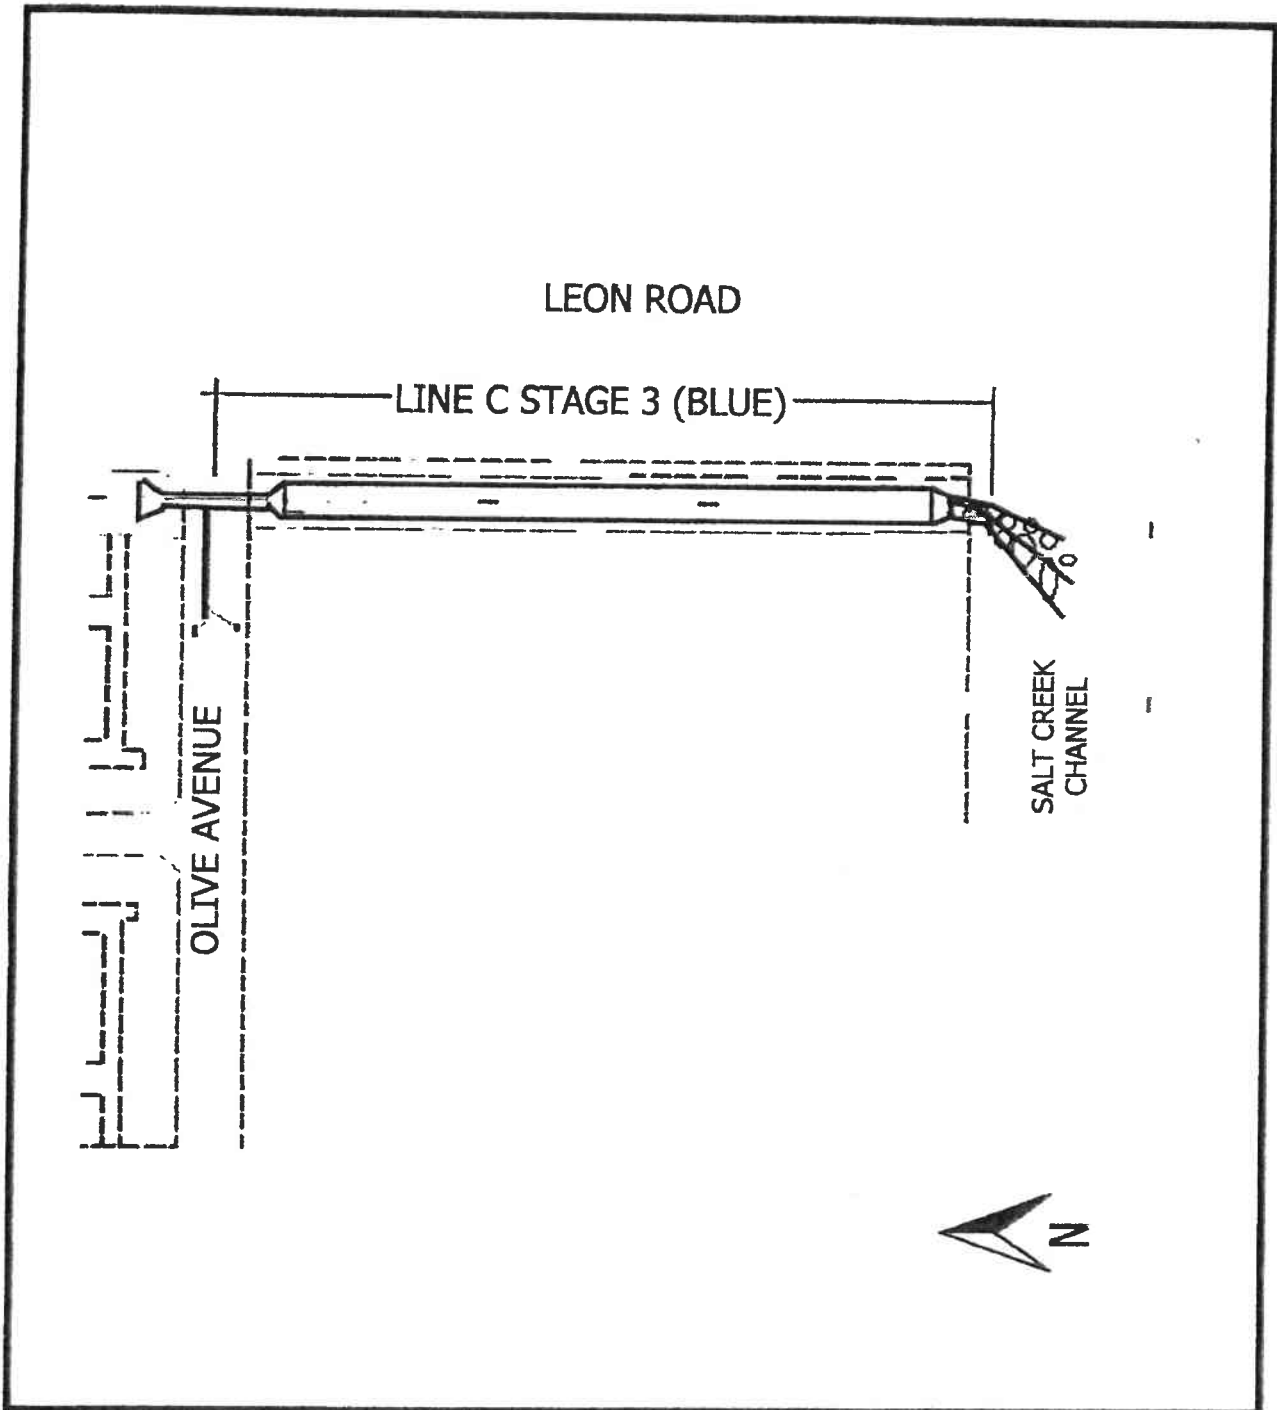 LEON ROAD
LINE C STAGE 3 (BLUE)
OLIVE AVENUE
SALT CREEK
CHANNEL
N